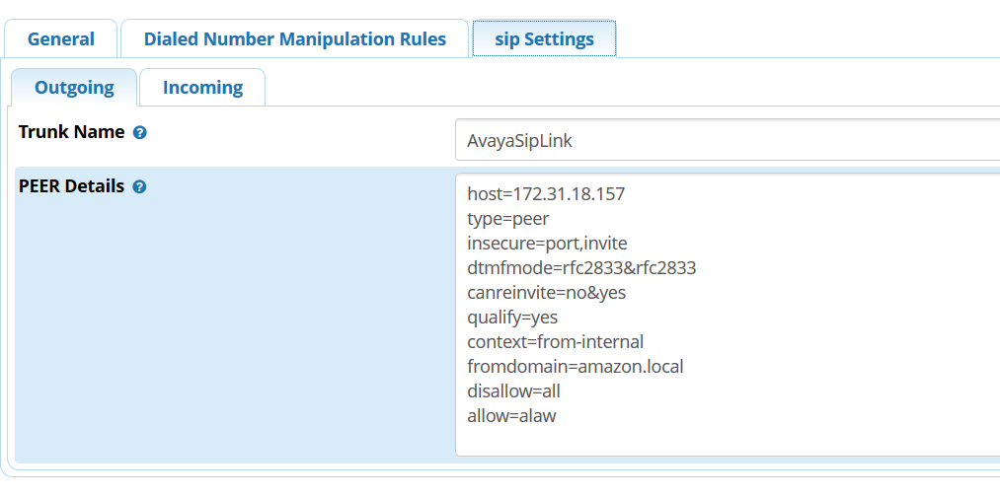 General
Dialed Number Manipulation Rules
sip Settings
Outgoing
Incoming
Trunk Name
AvayaSipLink
PEER Details
host=172.31.18.157
type=peer
insecure=port,invite
dtmfmode=rfc2833&rfc2833
canreinvite=no&yes
qualify=yes
context=from-internal
fromdomain=amazon.local
disallow=all
allow=alaw